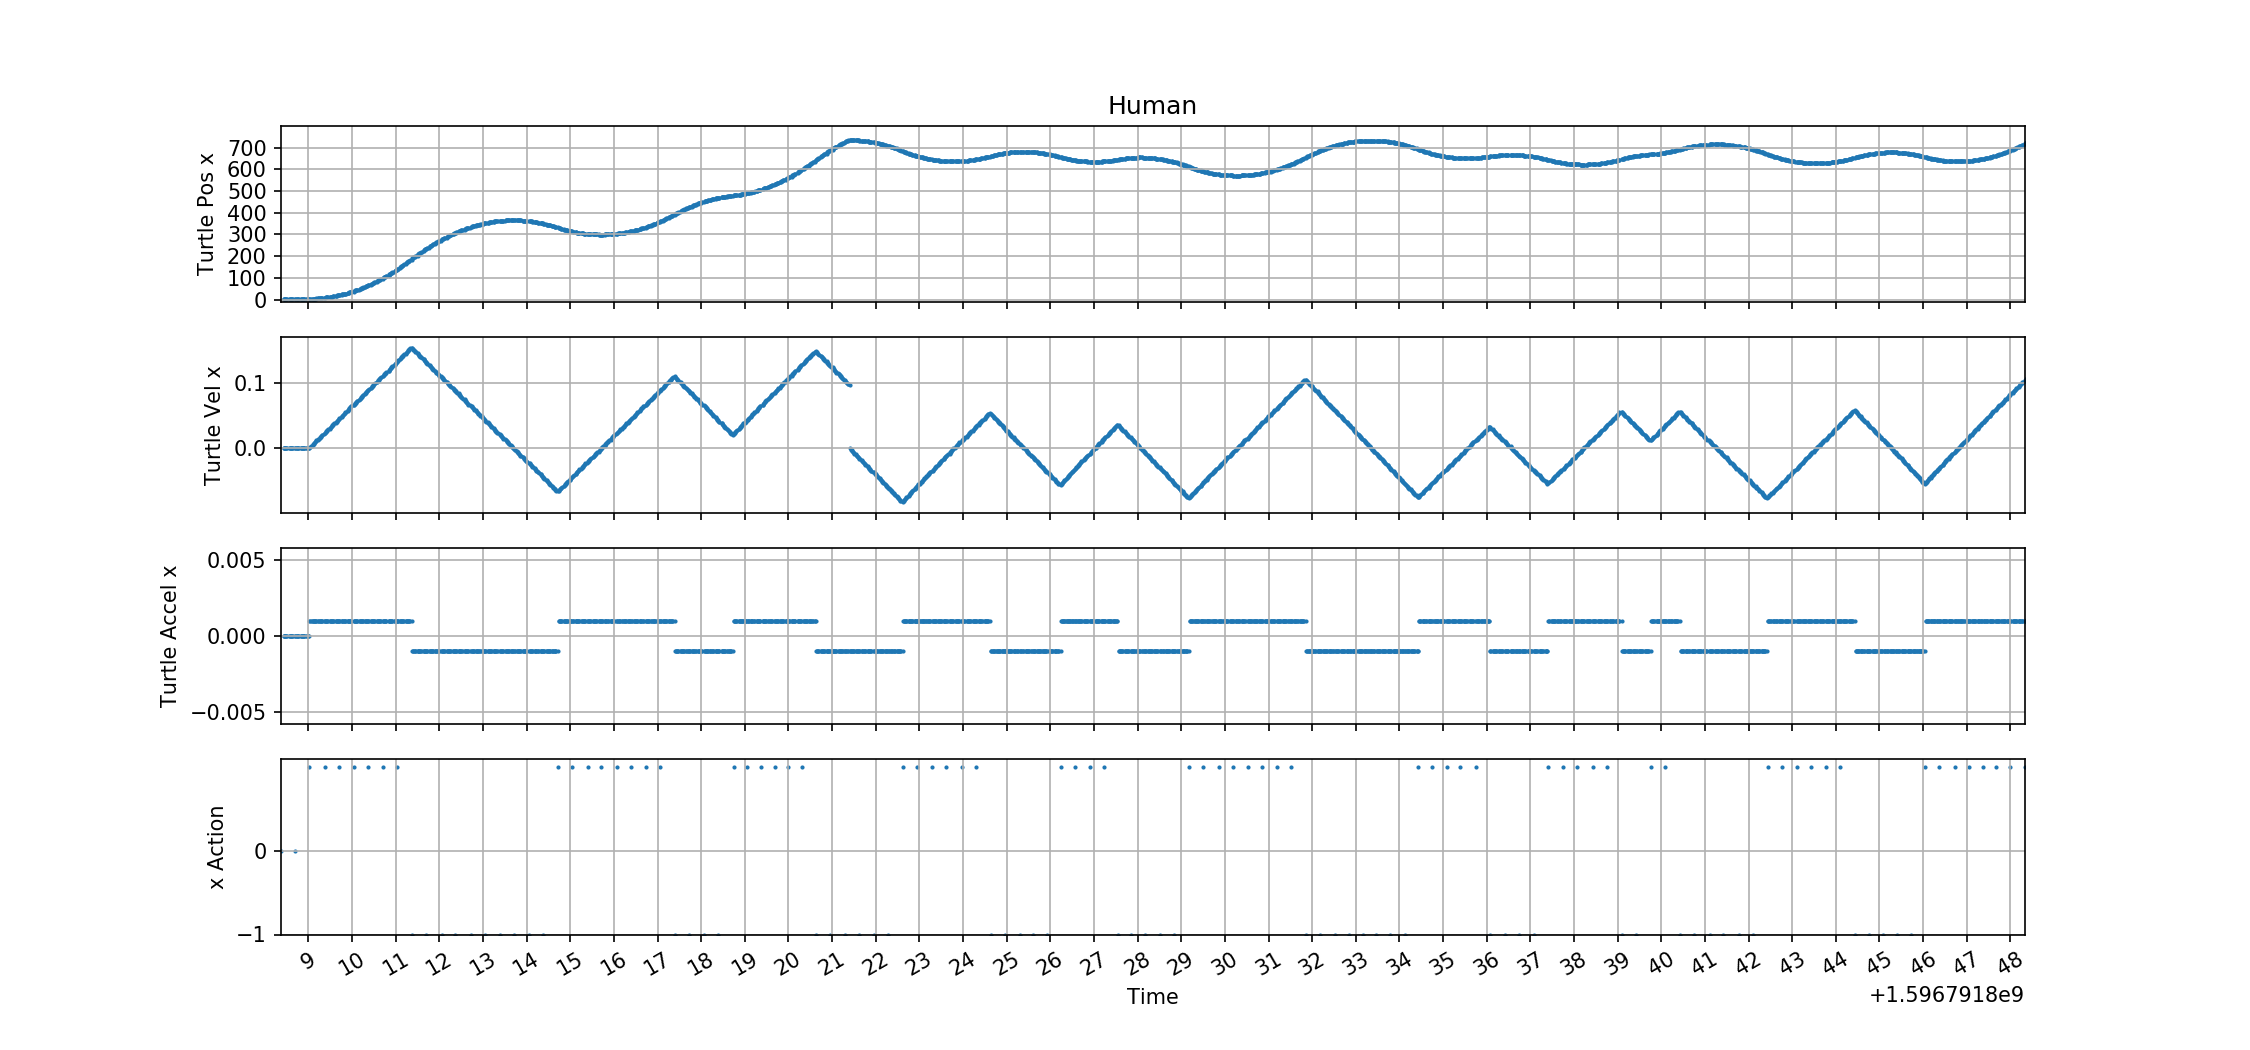 Human
Turtle Pos x
700
600
500
400
300
200
100
0
Turtle Vel x
0.1
0.0
Turtle Accel x
0.005
0.000
−0.005
x Action
0
−1
9 10 11 12 13 14 15 16 17 18 19 20 21 22 23 24 25 26 27 28 29 30 31 32 33 34 35 36 37 38 39 40 41 42 43 44 45 46 47 48
Time
+1.5967918e9